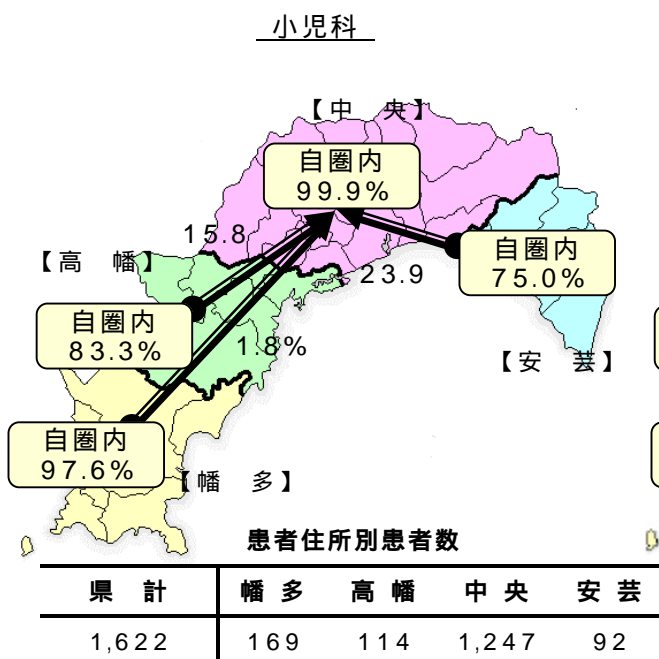 小児科
【中　央】
自圏内
99.9%
15.8
【高　幡】
23.9
自圏内
75.0%
自圏内
83.3%
1.8%
【安　芸】
自圏内
97.6%
【幡　多】
患者住所別患者数
県　計　幡多　高幡　中央　安芸
1,622　169　114　1,247　92